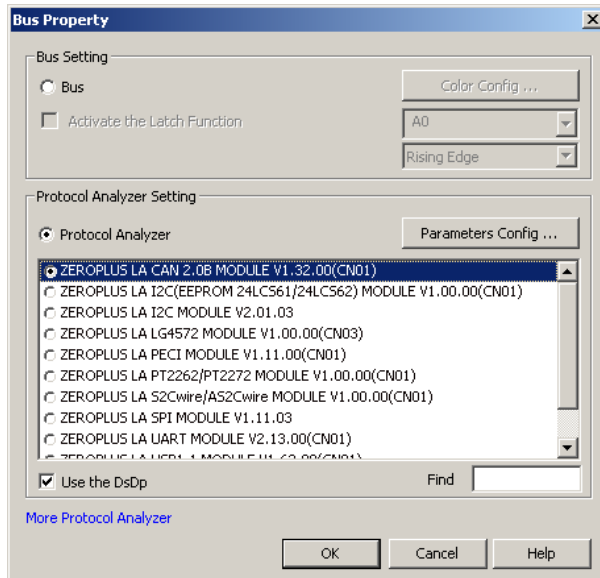 Bus Property
Bus Setting
Bus
Color Config ...
Activate the Latch Function
A0
Rising Edge
Protocol Analyzer Setting
Protocol Analyzer
Parameters Config ...
ZEROPLUS LA CAN 2.0B MODULE V1.32.00(CN01)
ZEROPLUS LA I2C(EEPROM 24LCS61/24LCS62) MODULE V1.00.00(CN01)
ZEROPLUS LA I2C MODULE V2.01.03
ZEROPLUS LA LG4572 MODULE V1.00.00(CN03)
ZEROPLUS LA PECI MODULE V1.11.00(CN01)
ZEROPLUS LA PT2262/PT2272 MODULE V1.00.00(CN01)
ZEROPLUS LA S2Cwire/AS2Cwire MODULE V1.00.00(CN01)
ZEROPLUS LA SPI MODULE V1.11.03
ZEROPLUS LA UART MODULE V2.13.00(CN01)
ZEROPLUS LA USB1.1 MODULE
Use the DsDp
Find
More Protocol Analyzer
OK
Cancel
Help